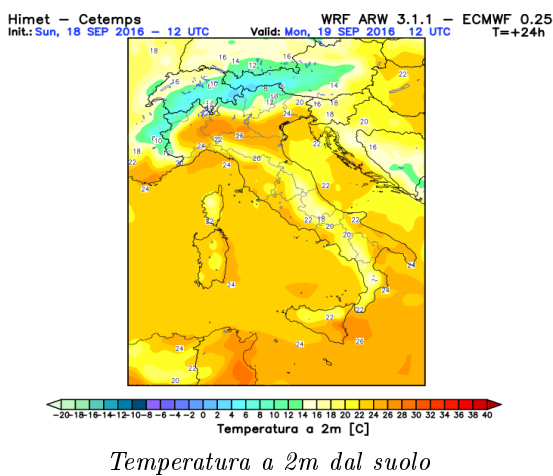 Himet - Cetemps WRF ARW 3.1.1 - ECMWF 0.25
Init.: Sun, 18 SEP 2016 - 12 UTC Valid: Mon, 19 SEP 2016 12 UTC T=+24h
-20-18-16-14-12-10-8 -6 -4 -2 0 2 4 6 8 10 12 14 16 18 20 22 24 26 28 30 32 34 36 38 40
Temperatura a 2m [C]
Temperatura a 2m dal suolo